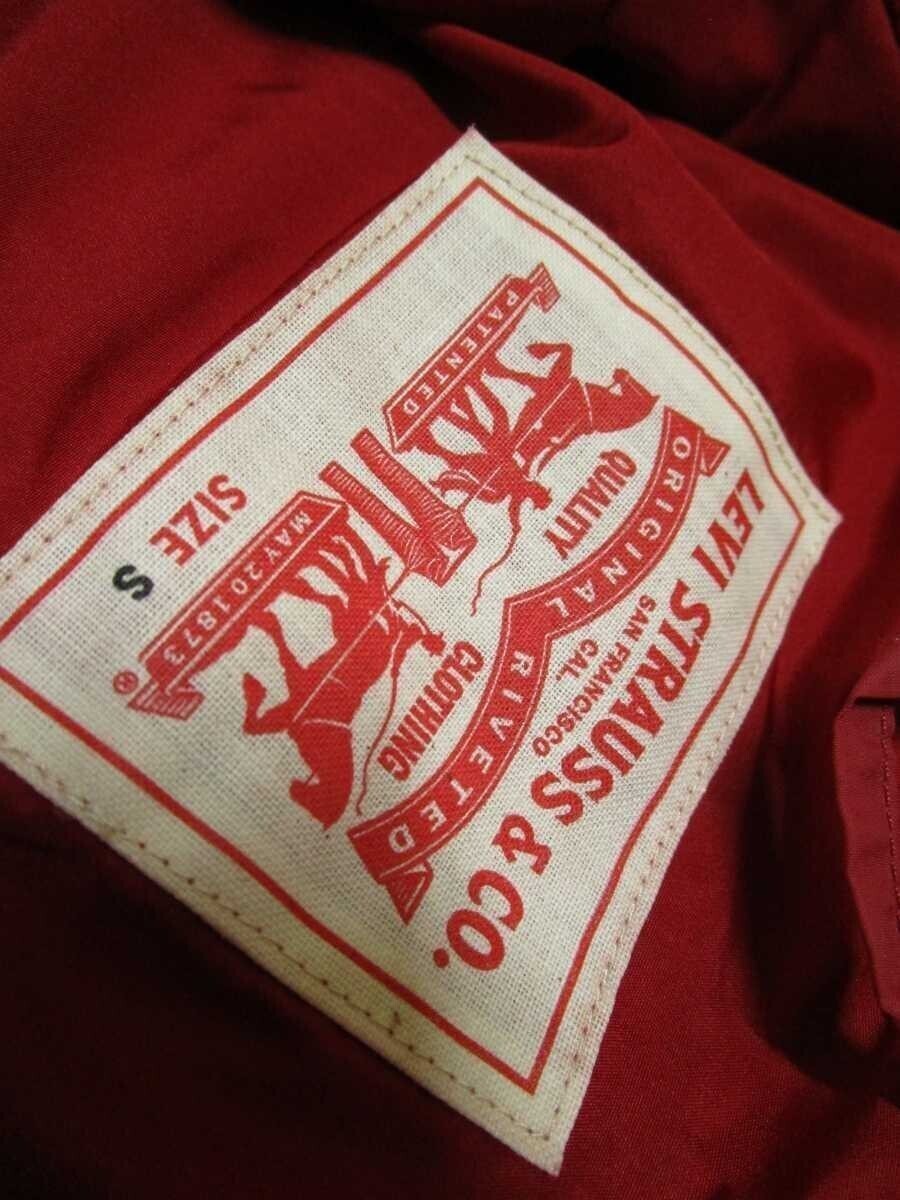 LEVI STRAUSS & CO.
SAN FRANCISCO
CAL.
ORIGINAL RIVETED
QUALITY CLOTHING
PATENTED MAY 20 1873
®
SIZE S